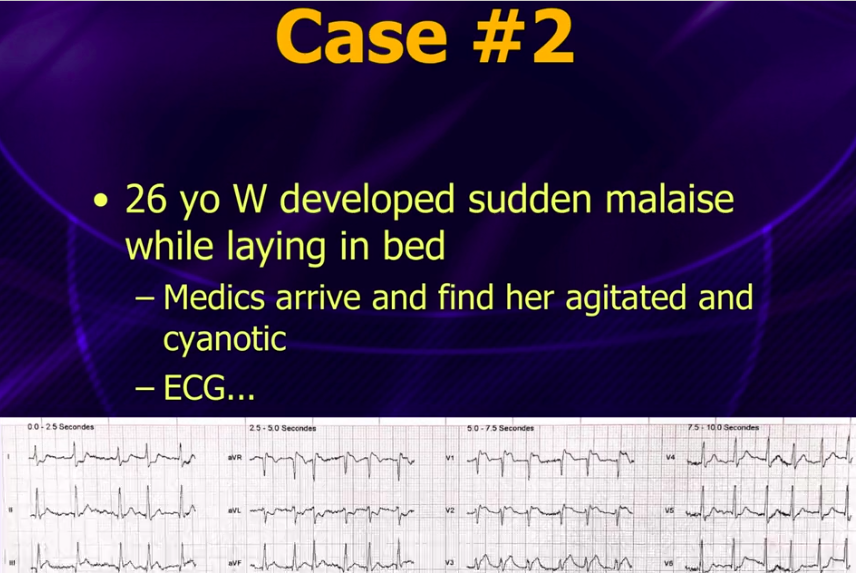 Case #2
• 26 yo W developed sudden malaise
while laying in bed
– Medics arrive and find her agitated and
cyanotic
– ECG...
0.0 - 2.5 Secondes 2.5 - 5.0 Secondes 5.0 - 7.5 Secondes 7.5 - 10.0 Secondes
I aVR V1 V4
II aVL V2 V5
III aVF V3 V6